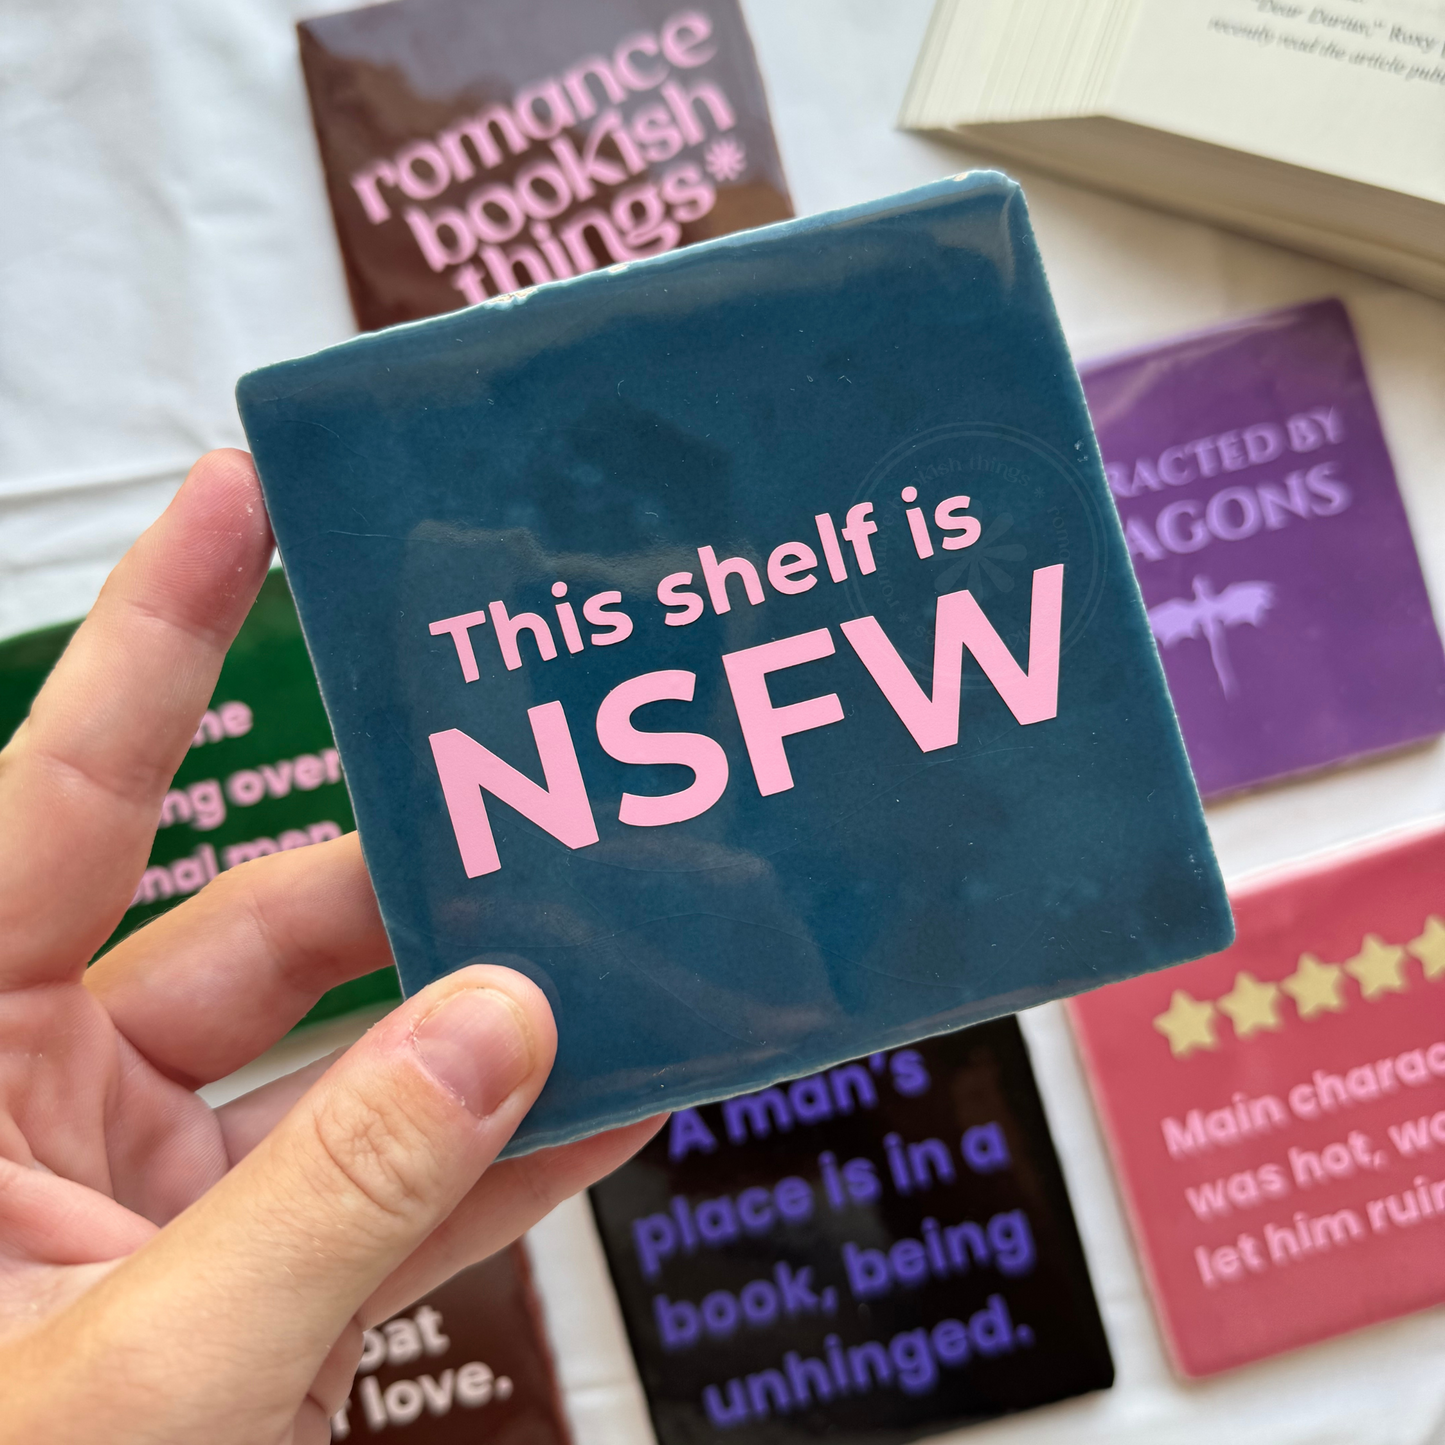 "Dear Darius," Roxy
recently read the article publ
romance
bookish
things*
This shelf is
NSFW
RACTED BY
AGONS
ne
ng over
onal men
A man's
place is in a
book, being
unhinged.
Main charac
was hot, wo
let him ruin
oat
r love.